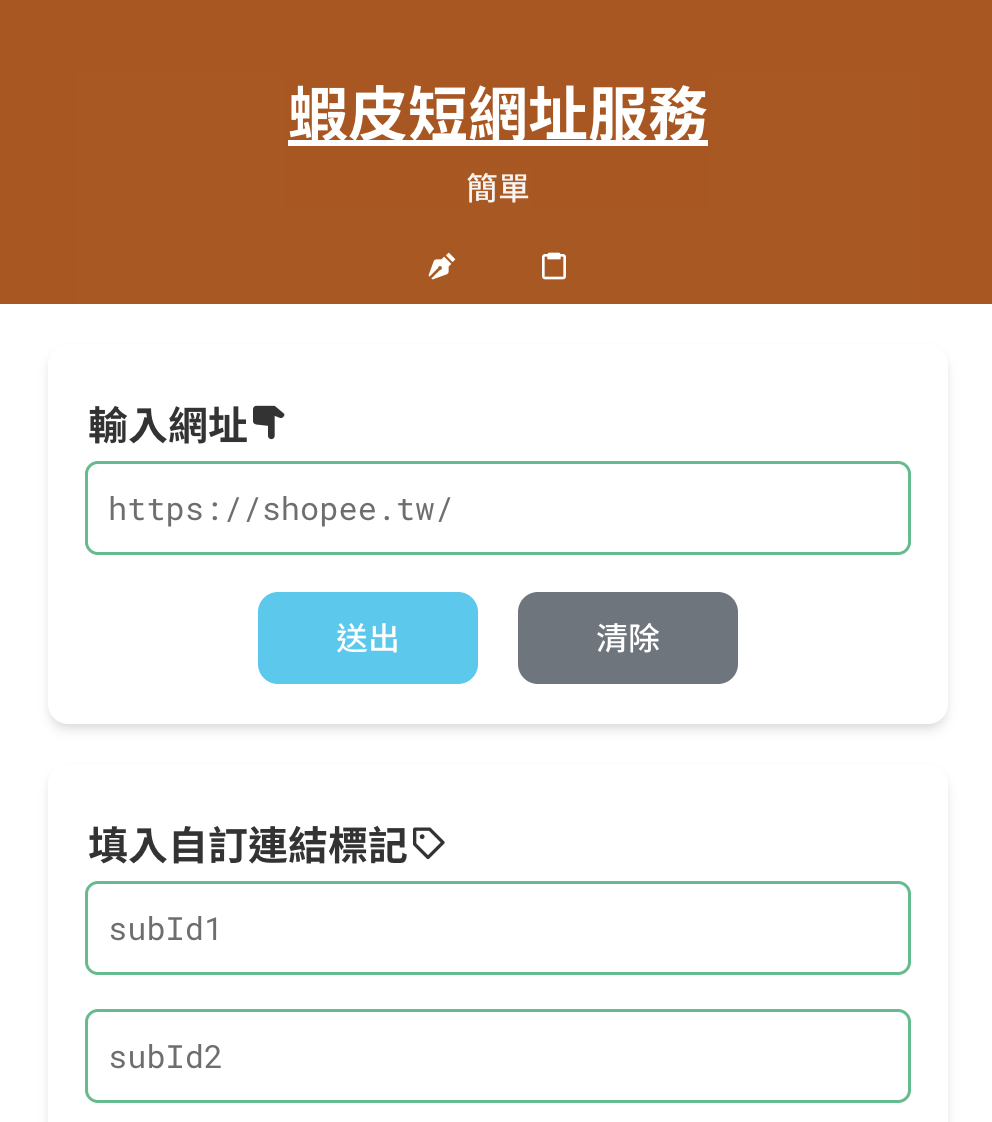 蝦皮短網址服務
簡單
輸入網址
https://shopee.tw/
送出
清除
填入自訂連結標記
subId1
subId2